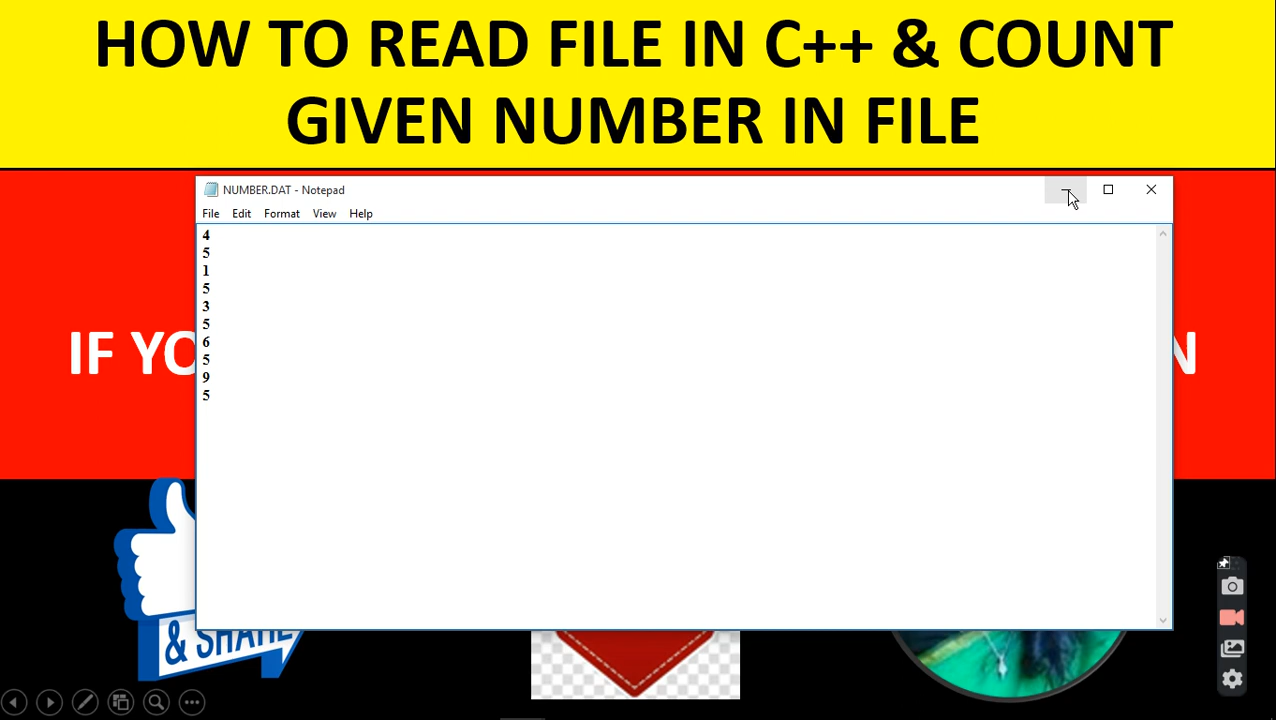 HOW TO READ FILE IN C++ & COUNT
GIVEN NUMBER IN FILE
NUMBER.DAT - Notepad
File Edit Format View Help
4
5
1
5
3
5
6
5
9
5
IF YO
N
& SHARE